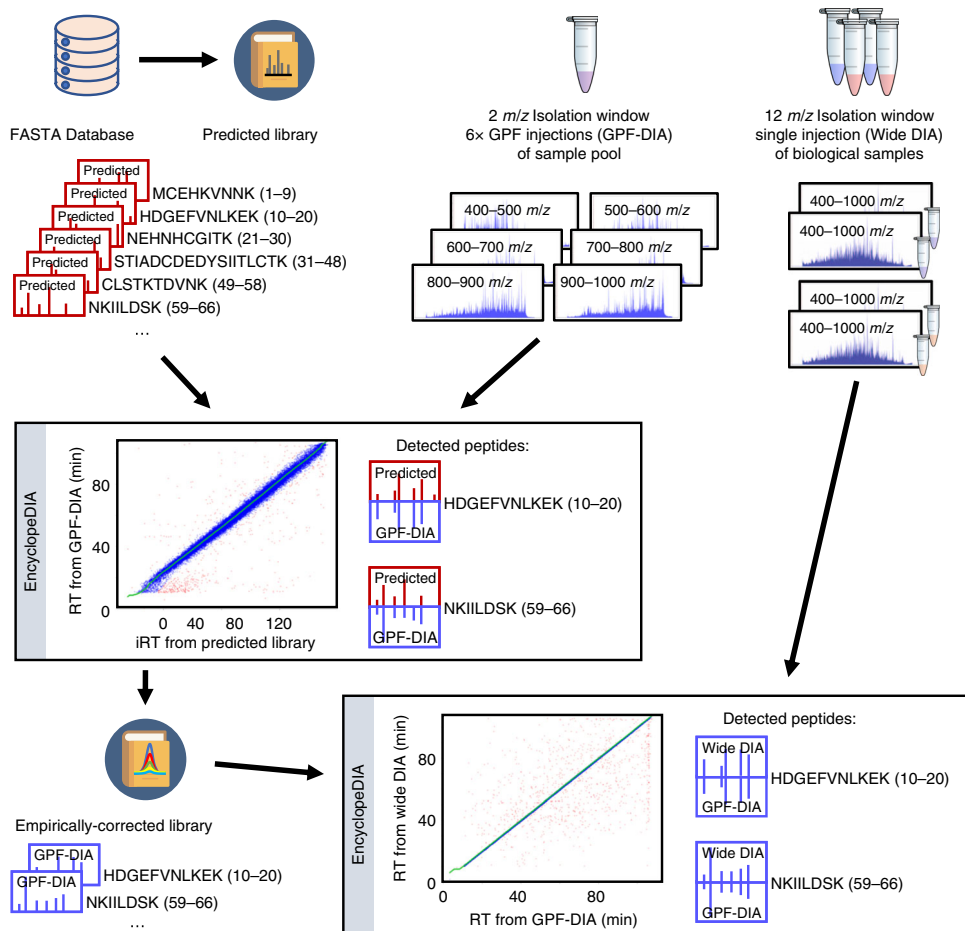 FASTA Database
Predicted library
2 m/z Isolation window
6× GPF injections (GPF-DIA)
of sample pool
12 m/z Isolation window
single injection (Wide DIA)
of biological samples
Predicted
MCEHKVNNK (1–9)
Predicted
HDGEFVNLKEK (10–20)
Predicted
NEHNHCGITK (21–30)
Predicted
STIADCDEDYSIITLCTK (31–48)
Predicted
CLSTKTDVNK (49–58)
Predicted
NKIILDSK (59–66)
…
400–500 m/z
500–600 m/z
600–700 m/z
700–800 m/z
800–900 m/z
900–1000 m/z
400–1000 m/z
400–1000 m/z
400–1000 m/z
400–1000 m/z
EncyclopeDIA
RT from GPF-DIA (min)
80
40
0
0 40 80 120
iRT from predicted library
Detected peptides:
Predicted
HDGEFVNLKEK (10–20)
GPF-DIA
Predicted
NKIILDSK (59–66)
GPF-DIA
Empirically-corrected library
GPF-DIA
HDGEFVNLKEK (10–20)
GPF-DIA
NKIILDSK (59–66)
…
EncyclopeDIA
RT from wide DIA (min)
80
40
0
0 40 80
RT from GPF-DIA (min)
Detected peptides:
Wide DIA
HDGEFVNLKEK (10–20)
GPF-DIA
Wide DIA
NKIILDSK (59–66)
GPF-DIA